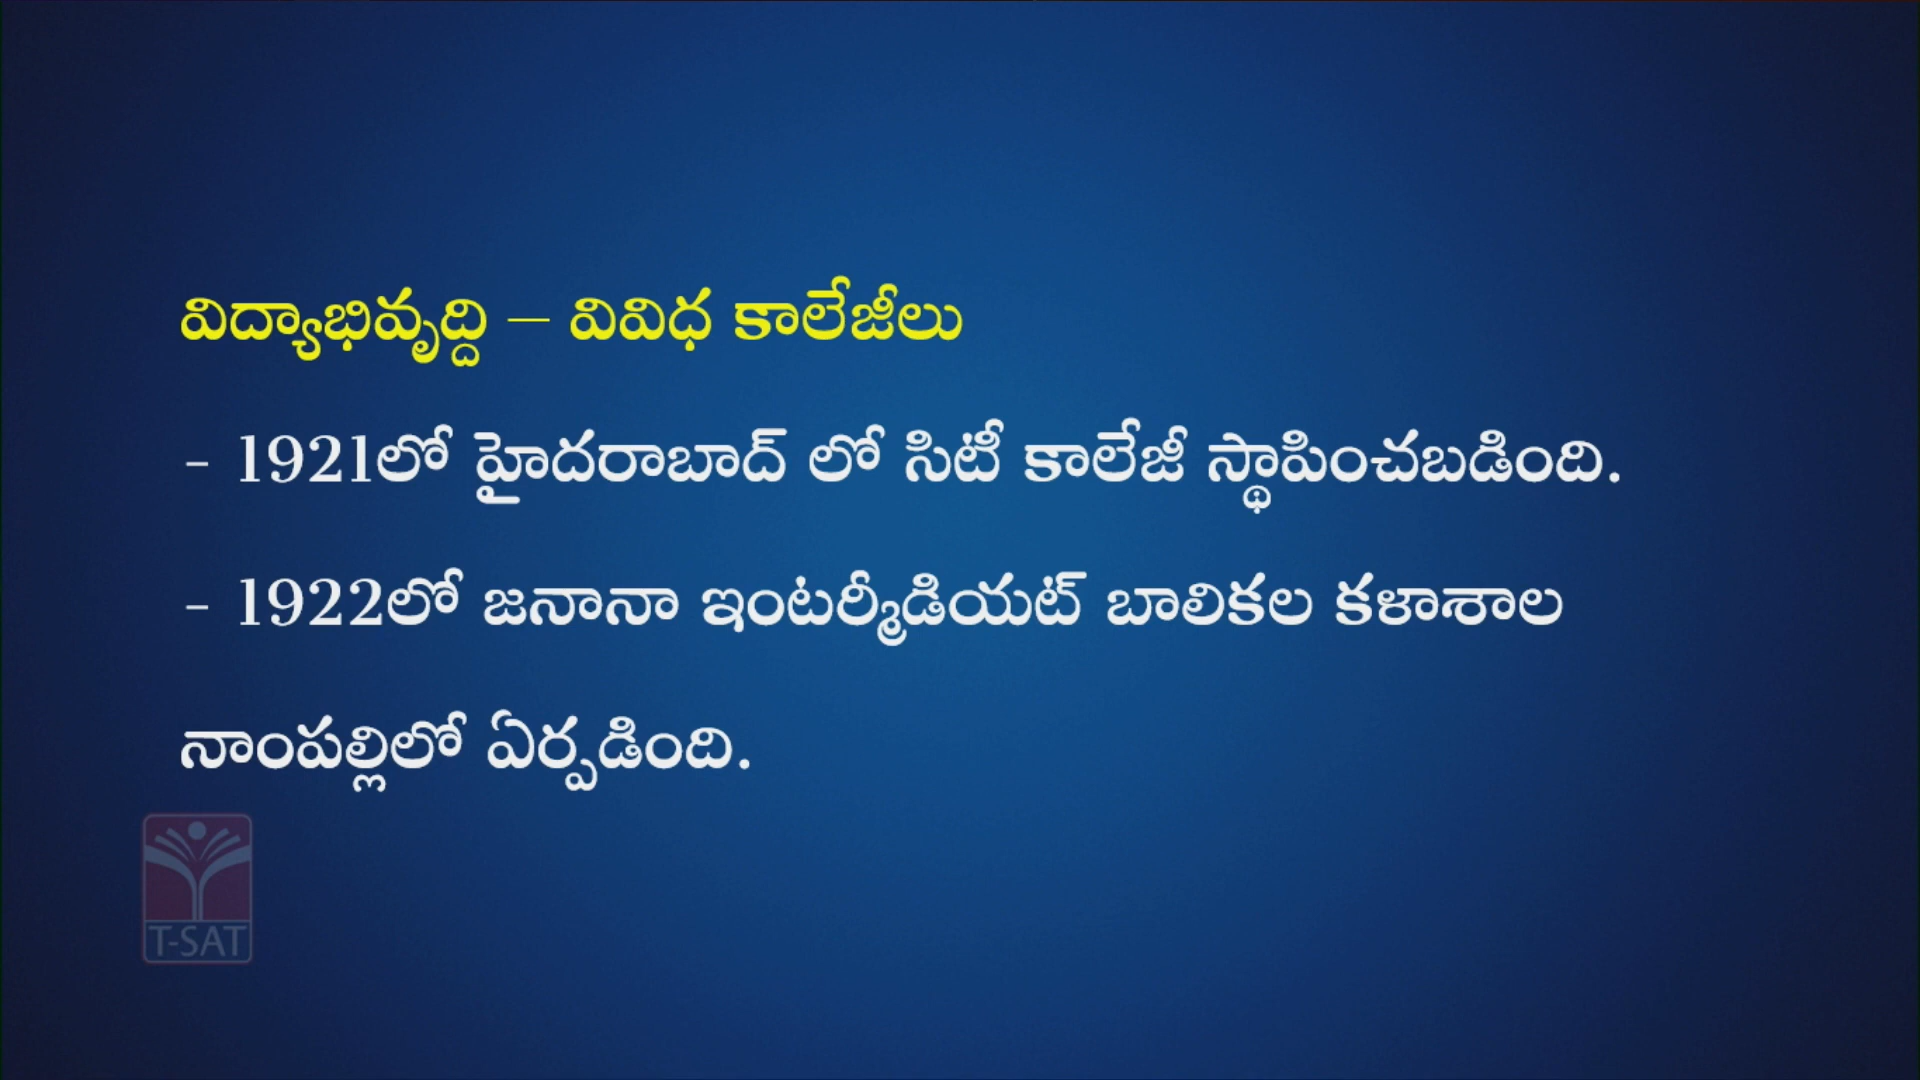 విద్యాభివృద్ది – వివిధ కాలేజీలు
- 1921లో హైదరాబాద్ లో సిటీ కాలేజీ స్థాపించబడింది.
- 1922లో జనానా ఇంటర్మీడియట్ బాలికల కళాశాల
నాంపల్లిలో ఏర్పడింది.
T-SAT